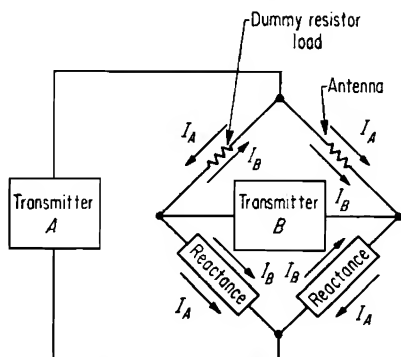 Dummy resistor
load
Antenna
I_A
I_B
I_A
I_B
Transmitter
A
Transmitter
B
Reactance
I_B
I_A
I_B
Reactance
I_A